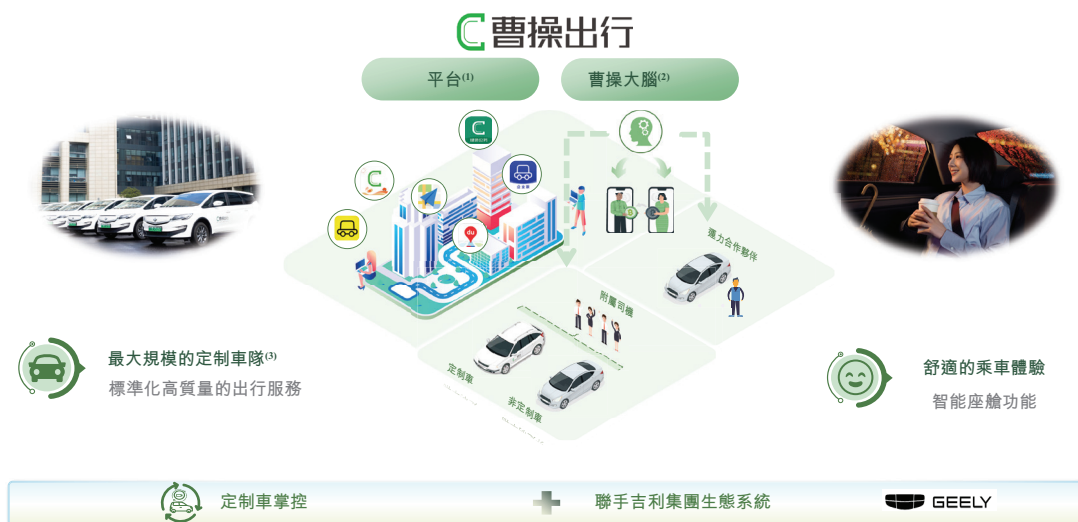 C曹操出行
平台(1)
曹操大腦(2)
du
運力合作夥伴
附屬司機
定制車
非定制車
最大規模的定制車隊(3)
標準化高質量的出行服務
舒適的乘車體驗
智能座艙功能
定制車掌控
聯手吉利集團生態系統
GEELY